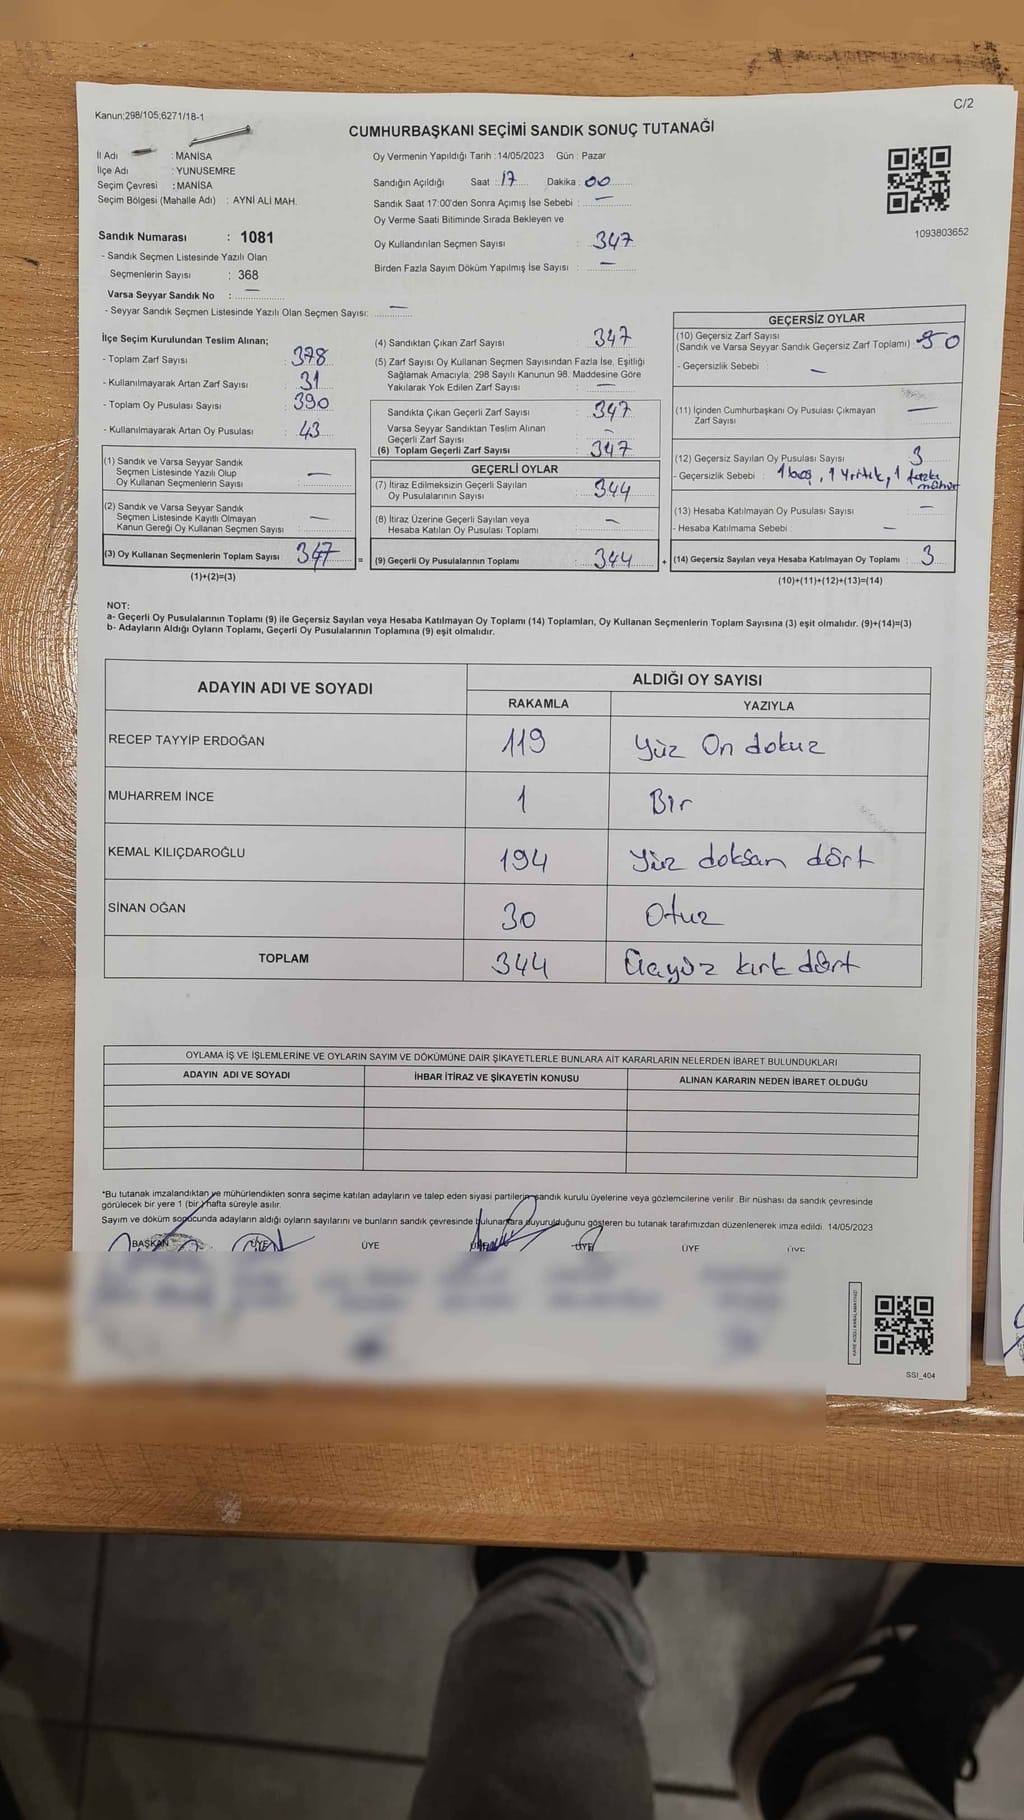 C/2
Kanun;298/105;6271/18-1
CUMHURBAŞKANI SEÇİMİ SANDIK SONUÇ TUTANAĞI
İl Adı : MANİSA
İlçe Adı : YUNUSEMRE
Seçim Çevresi : MANİSA
Seçim Bölgesi (Mahalle Adı) : AYNİ ALİ MAH.
Sandık Numarası : 1081
- Sandık Seçmen Listesinde Yazılı Olan
Seçmenlerin Sayısı : 368
Varsa Seyyar Sandık No : —
- Seyyar Sandık Seçmen Listesinde Yazılı Olan Seçmen Sayısı: —
Oy Vermenin Yapıldığı Tarih :14/05/2023 Gün : Pazar
Sandığın Açıldığı Saat : 17 Dakika : 00
Sandık Saat 17:00'den Sonra Açımış İse Sebebi : —
Oy Verme Saati Bitiminde Sırada Bekleyen ve
Oy Kullandırılan Seçmen Sayısı : 347
Birden Fazla Sayım Döküm Yapılmış İse Sayısı : —
1093803652
İlçe Seçim Kurulundan Teslim Alınan;
- Toplam Zarf Sayısı : 378
- Kullanılmayarak Artan Zarf Sayısı : 31
- Toplam Oy Pusulası Sayısı : 390
- Kullanılmayarak Artan Oy Pusulası : 43
(1) Sandık ve Varsa Seyyar Sandık
Seçmen Listesinde Yazılı Olup
Oy Kullanan Seçmenlerin Sayısı : —
(2) Sandık ve Varsa Seyyar Sandık
Seçmen Listesinde Kayıtlı Olmayan
Kanun Gereği Oy Kullanan Seçmen Sayısı : —
(3) Oy Kullanan Seçmenlerin Toplam Sayısı : 347
(1)+(2)=(3)
=
(4) Sandıktan Çıkan Zarf Sayısı : 347
(5) Zarf Sayısı Oy Kullanan Seçmen Sayısından Fazla İse, Eşitliği
Sağlamak Amacıyla; 298 Sayılı Kanunun 98. Maddesine Göre
Yakılarak Yok Edilen Zarf Sayısı : —
Sandıkta Çıkan Geçerli Zarf Sayısı : 347
Varsa Seyyar Sandıktan Teslim Alınan
Geçerli Zarf Sayısı : —
(6) Toplam Geçerli Zarf Sayısı : 347
GEÇERLİ OYLAR
(7) İtiraz Edilmeksizin Geçerli Sayılan
Oy Pusulalarının Sayısı : 344
(8) İtiraz Üzerine Geçerli Sayılan veya
Hesaba Katılan Oy Pusulası Toplamı : —
(9) Geçerli Oy Pusulalarının Toplamı : 344
+
GEÇERSİZ OYLAR
(10) Geçersiz Zarf Sayısı
(Sandık ve Varsa Seyyar Sandık Geçersiz Zarf Toplamı) : 0
- Geçersizlik Sebebi : —
(11) İçinden Cumhurbaşkanı Oy Pusulası Çıkmayan
Zarf Sayısı : —
(12) Geçersiz Sayılan Oy Pusulası Sayısı : 3
- Geçersizlik Sebebi : 1 boş, 1 yırtık, 1 fazla
mühür
(13) Hesaba Katılmayan Oy Pusulası Sayısı : —
- Hesaba Katılmama Sebebi : —
(14) Geçersiz Sayılan veya Hesaba Katılmayan Oy Toplamı : 3
(10)+(11)+(12)+(13)=(14)
NOT:
a- Geçerli Oy Pusulalarının Toplamı (9) ile Geçersiz Sayılan veya Hesaba Katılmayan Oy Toplamı (14) Toplamları, Oy Kullanan Seçmenlerin Toplam Sayısına (3) eşit olmalıdır. (9)+(14)=(3)
b- Adayların Aldığı Oyların Toplamı, Geçerli Oy Pusulalarının Toplamına (9) eşit olmalıdır.
ADAYIN ADI VE SOYADI
ALDIĞI OY SAYISI
RAKAMLA YAZIYLA
RECEP TAYYİP ERDOĞAN 119 Yüz On dokuz
MUHARREM İNCE 1 Bir
KEMAL KILIÇDAROĞLU 194 Yüz doksan dört
SİNAN OĞAN 30 Otuz
TOPLAM 344 Üçyüz kırk dört
OYLAMA İŞ VE İŞLEMLERİNE VE OYLARIN SAYIM VE DÖKÜMÜNE DAİR ŞİKAYETLERLE BUNLARA AİT KARARLARIN NELERDEN İBARET BULUNDUKLARI
ADAYIN ADI VE SOYADI İHBAR İTİRAZ VE ŞİKAYETİN KONUSU ALINAN KARARIN NEDEN İBARET OLDUĞU
*Bu tutanak imzalandıktan ve mühürlendikten sonra seçime katılan adayların ve talep eden siyasi partilerin sandık kurulu üyelerine veya gözlemcilerine verilir .Bir nüshası da sandık çevresinde
görülecek bir yere 1 (bir) hafta süreyle asılır.
Sayım ve döküm sonucunda adayların aldığı oyların sayılarını ve bunların sandık çevresinde bulunanlara duyurulduğunu gösteren bu tutanak tarafımızdan düzenlenerek imza edildi. 14/05/2023
BAŞKAN ÜYE ÜYE ÜYE ÜYE ÜYE ÜYE
SSI_404